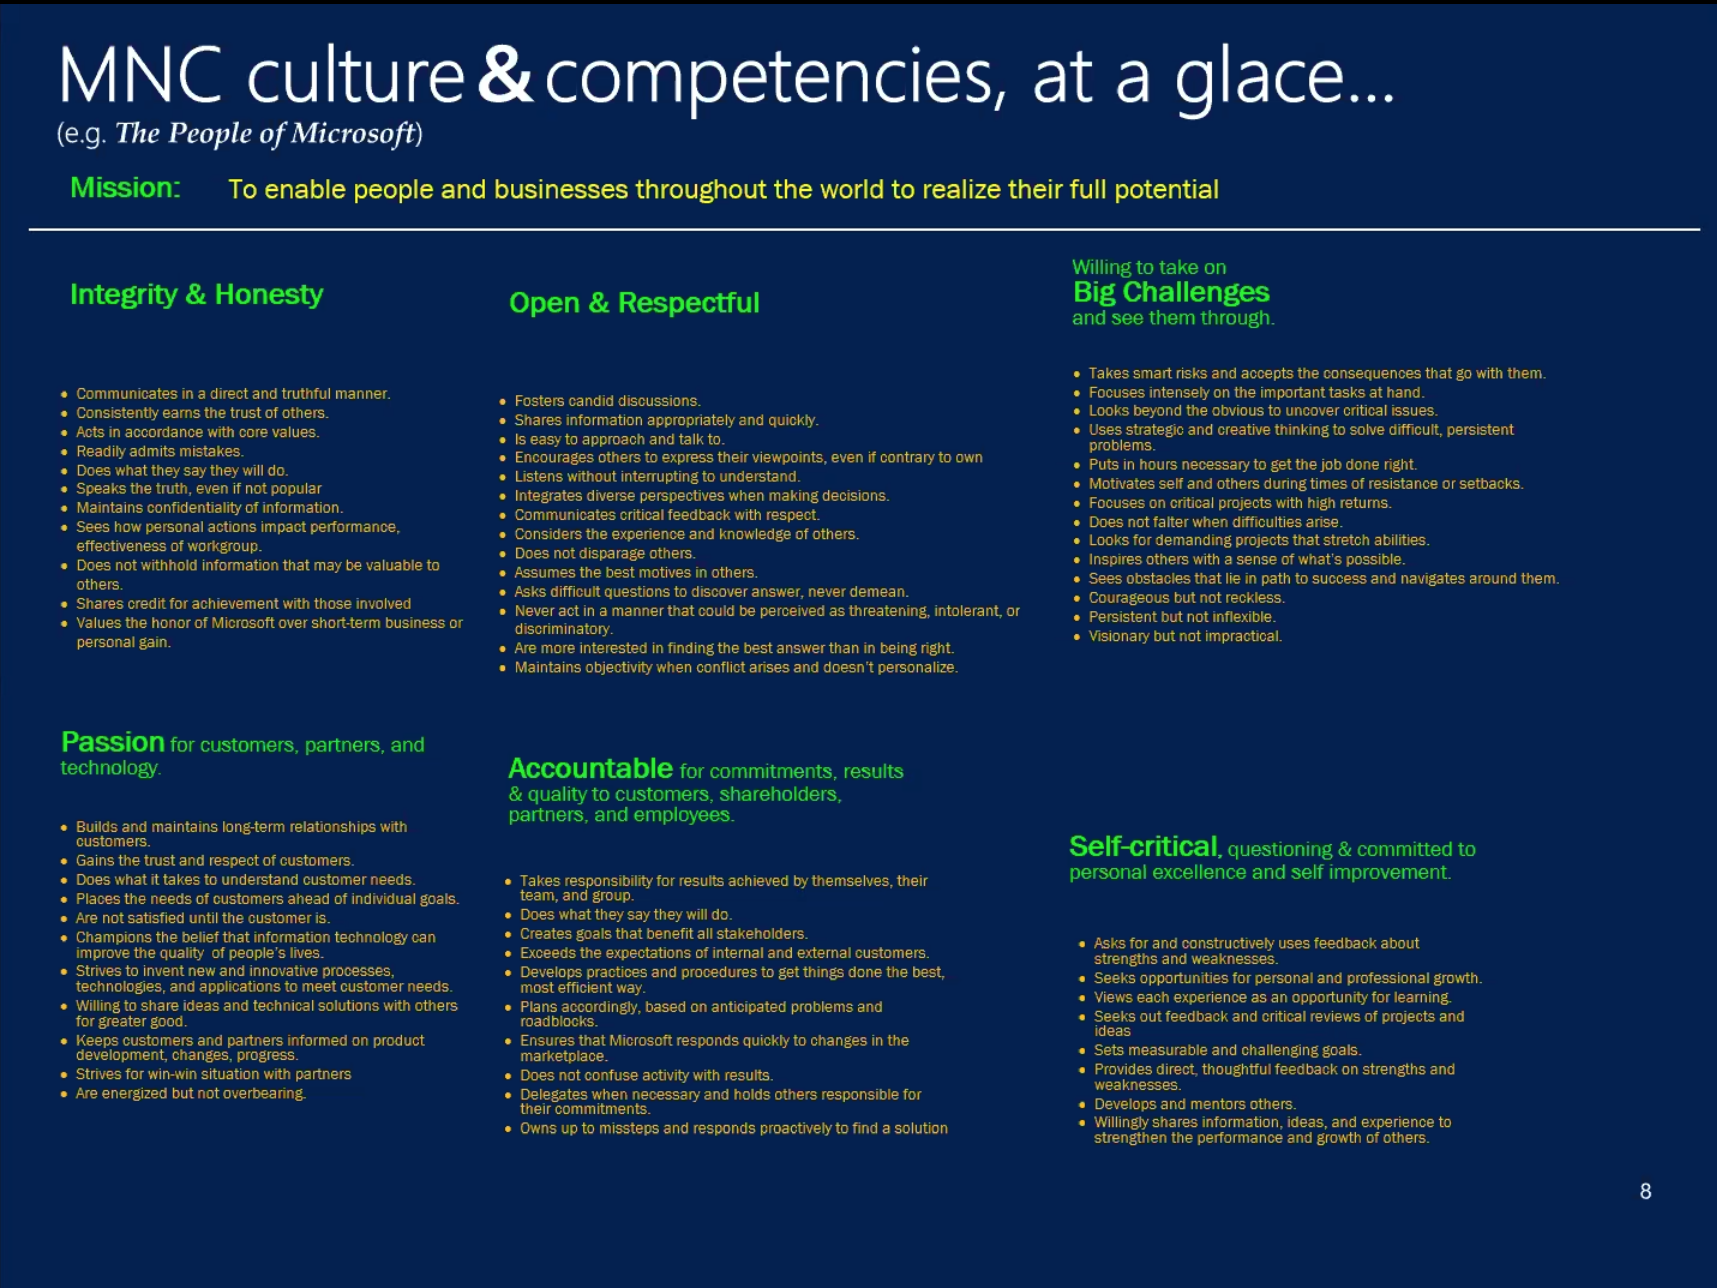 MNC culture & competencies, at a glace...
(e.g. The People of Microsoft)
Mission: To enable people and businesses throughout the world to realize their full potential
Integrity & Honesty
• Communicates in a direct and truthful manner.
• Consistently earns the trust of others.
• Acts in accordance with core values.
• Readily admits mistakes.
• Does what they say they will do.
• Speaks the truth, even if not popular
• Maintains confidentiality of information.
• Sees how personal actions impact performance,
effectiveness of workgroup.
• Does not withhold information that may be valuable to
others.
• Shares credit for achievement with those involved
• Values the honor of Microsoft over short-term business or
personal gain.
Open & Respectful
• Fosters candid discussions.
• Shares information appropriately and quickly.
• Is easy to approach and talk to.
• Encourages others to express their viewpoints, even if contrary to own
• Listens without interrupting to understand.
• Integrates diverse perspectives when making decisions.
• Communicates critical feedback with respect.
• Considers the experience and knowledge of others.
• Does not disparage others.
• Assumes the best motives in others.
• Asks difficult questions to discover answer, never demean.
• Never act in a manner that could be perceived as threatening, intolerant, or
discriminatory.
• Are more interested in finding the best answer than in being right.
• Maintains objectivity when conflict arises and doesn't personalize.
Willing to take on
Big Challenges
and see them through.
• Takes smart risks and accepts the consequences that go with them.
• Focuses intensely on the important tasks at hand.
• Looks beyond the obvious to uncover critical issues.
• Uses strategic and creative thinking to solve difficult, persistent
problems.
• Puts in hours necessary to get the job done right.
• Motivates self and others during times of resistance or setbacks.
• Focuses on critical projects with high returns.
• Does not falter when difficulties arise.
• Looks for demanding projects that stretch abilities.
• Inspires others with a sense of what's possible.
• Sees obstacles that lie in path to success and navigates around them.
• Courageous but not reckless.
• Persistent but not inflexible.
• Visionary but not impractical.
Passion for customers, partners, and
technology.
• Builds and maintains long-term relationships with
customers.
• Gains the trust and respect of customers.
• Does what it takes to understand customer needs.
• Places the needs of customers ahead of individual goals.
• Are not satisfied until the customer is.
• Champions the belief that information technology can
improve the quality of people's lives.
• Strives to invent new and innovative processes,
technologies, and applications to meet customer needs.
• Willing to share ideas and technical solutions with others
for greater good.
• Keeps customers and partners informed on product
development, changes, progress.
• Strives for win-win situation with partners
• Are energized but not overbearing.
Accountable for commitments, results
& quality to customers, shareholders,
partners, and employees.
• Takes responsibility for results achieved by themselves, their
team, and group.
• Does what they say they will do.
• Creates goals that benefit all stakeholders.
• Exceeds the expectations of internal and external customers.
• Develops practices and procedures to get things done the best,
most efficient way.
• Plans accordingly, based on anticipated problems and
roadblocks.
• Ensures that Microsoft responds quickly to changes in the
marketplace.
• Does not confuse activity with results.
• Delegates when necessary and holds others responsible for
their commitments.
• Owns up to missteps and responds proactively to find a solution
Self-critical, questioning & committed to
personal excellence and self improvement.
• Asks for and constructively uses feedback about
strengths and weaknesses.
• Seeks opportunities for personal and professional growth.
• Views each experience as an opportunity for learning.
• Seeks out feedback and critical reviews of projects and
ideas
• Sets measurable and challenging goals.
• Provides direct, thoughtful feedback on strengths and
weaknesses.
• Develops and mentors others.
• Willingly shares information, ideas, and experience to
strengthen the performance and growth of others.
8